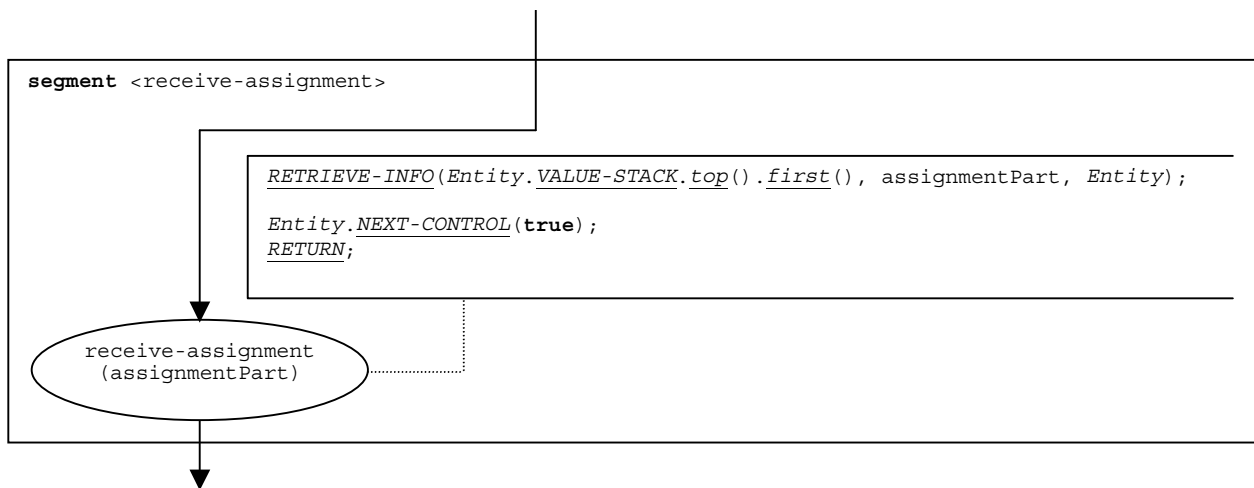 segment <receive-assignment>
RETRIEVE-INFO(Entity.VALUE-STACK.top().first(), assignmentPart, Entity);
Entity.NEXT-CONTROL(true);
RETURN;
receive-assignment
(assignmentPart)